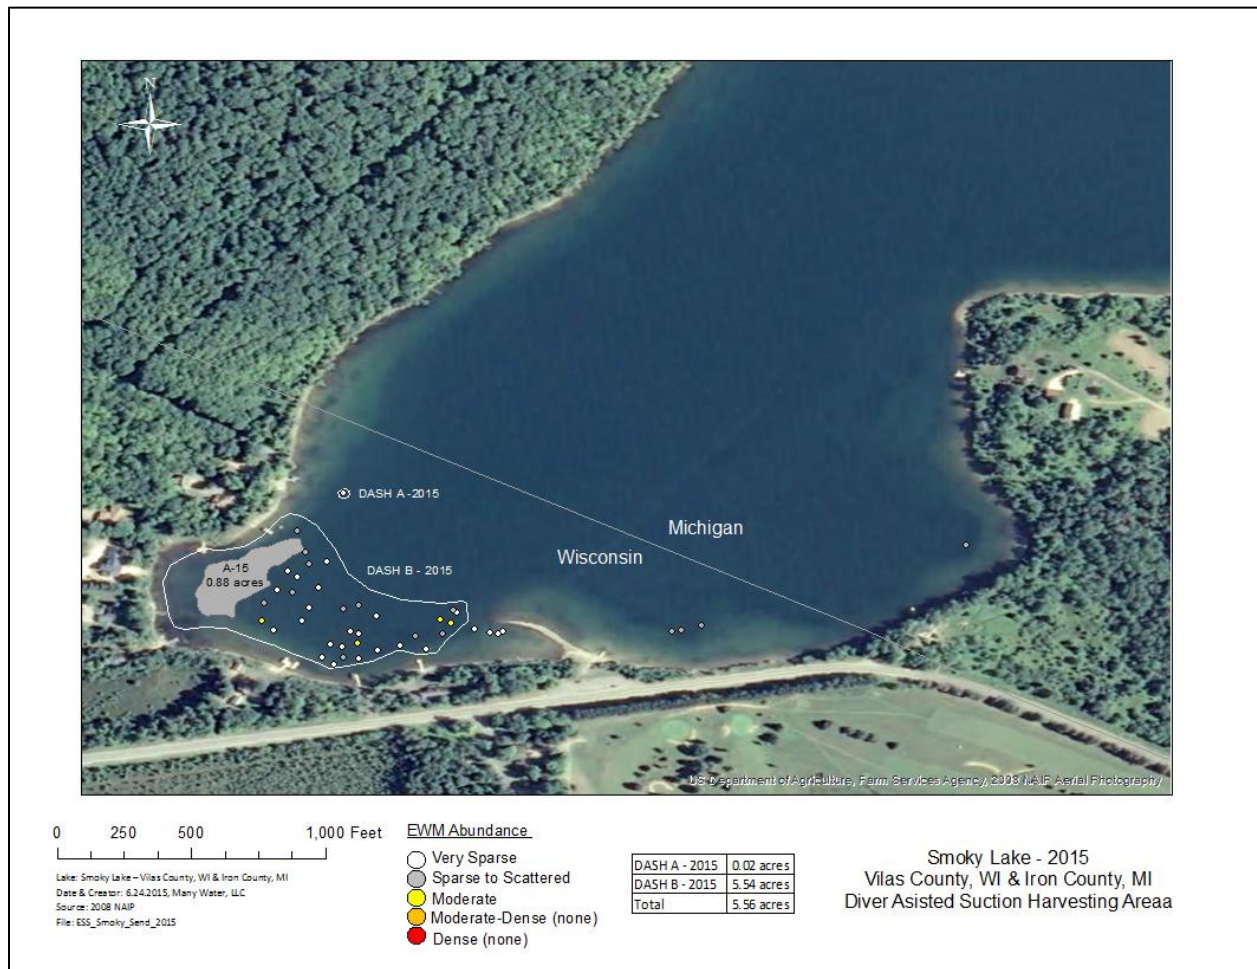 N
DASH A -2015
Michigan
Wisconsin
A-15
0.88 acres
DASH B - 2015
US Department of Agriculture, Farm Services Agency, 2008 NAIP Aerial Photography
0 250 500 1,000 Feet
Lake: Smoky Lake – Vilas County, WI & Iron County, MI
Date & Creator: 6.24.2015, Many Water, LLC
Source: 2008 NAIP
File: ESS_Smoky_Send_2015
EWM Abundance
Very Sparse
Sparse to Scattered
Moderate
Moderate-Dense (none)
Dense (none)
DASH A - 2015 0.02 acres
DASH B - 2015 5.54 acres
Total 5.56 acres
Smoky Lake - 2015
Vilas County, WI & Iron County, MI
Diver Asisted Suction Harvesting Areaa